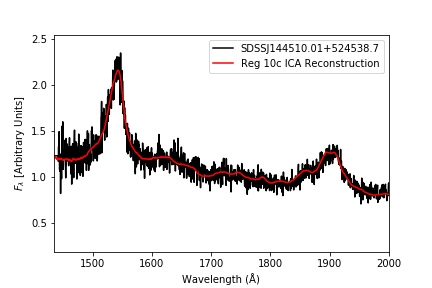 SDSSJ144510.01+524538.7
Reg 10c ICA Reconstruction
2.5
2.0
1.5
1.0
0.5
F_λ [Arbitrary Units]
1500 1600 1700 1800 1900 2000
Wavelength (Å)